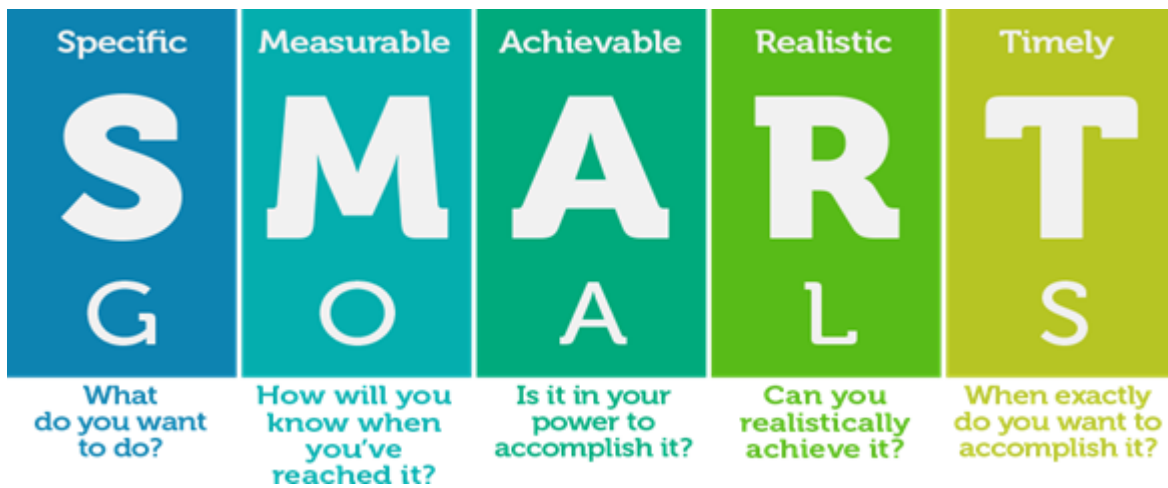 Specific Measurable Achievable Realistic Timely
S M A R T
G O A L S
What
do you want
to do?
How will you
know when
you've
reached it?
Is it in your
power to
accomplish it?
Can you
realistically
achieve it?
When exactly
do you want to
accomplish it?